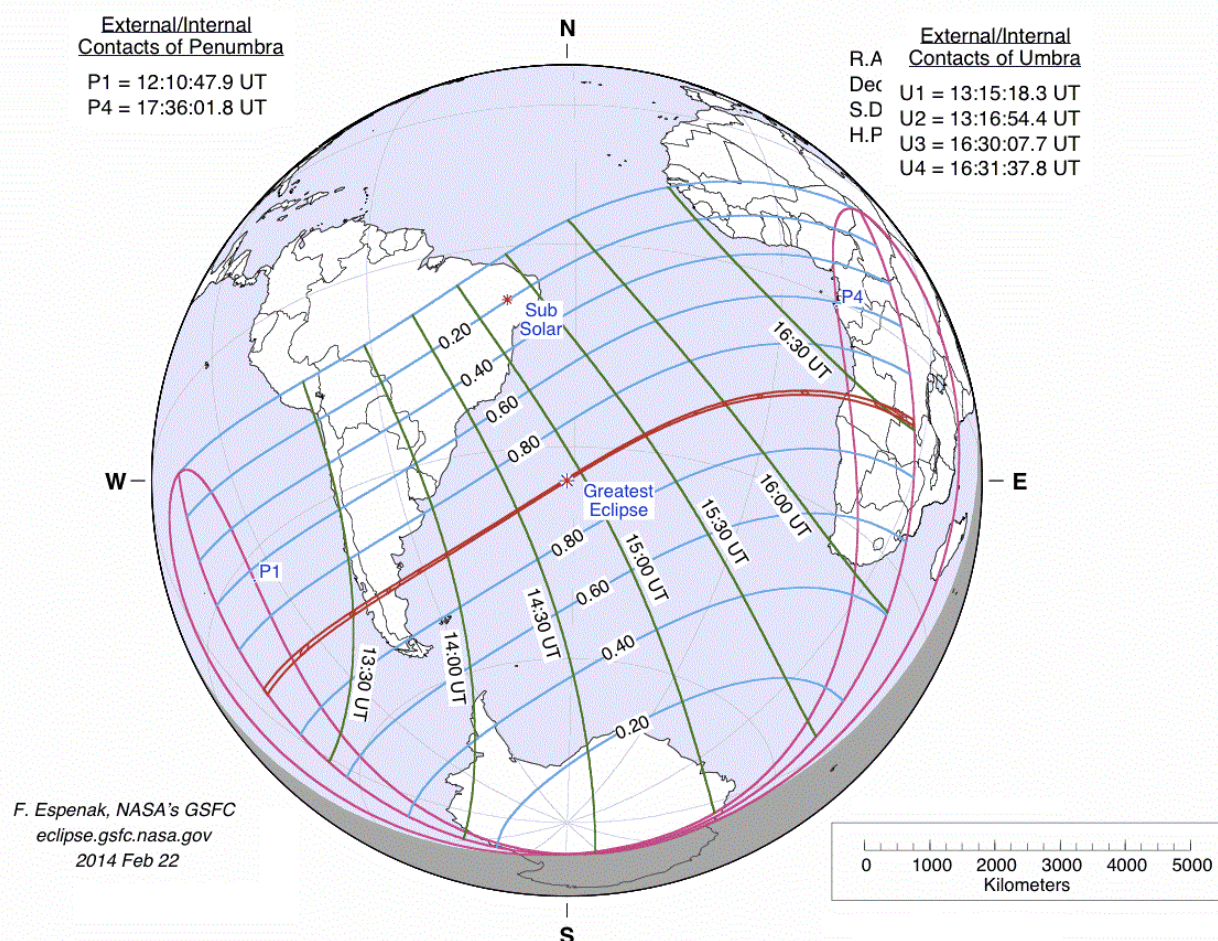 External/Internal
Contacts of Penumbra
P1 = 12:10:47.9 UT
P4 = 17:36:01.8 UT
N
R.A
Dec
S.D
H.P
External/Internal
Contacts of Umbra
U1 = 13:15:18.3 UT
U2 = 13:16:54.4 UT
U3 = 16:30:07.7 UT
U4 = 16:31:37.8 UT
P4
Sub
Solar
0.20
16:30 UT
0.40
0.60
0.80
W
E
Greatest
Eclipse
16:00 UT
15:30 UT
0.80
15:00 UT
P1
0.60
14:30 UT
0.40
14:00 UT
13:30 UT
0.20
F. Espenak, NASA's GSFC
eclipse.gsfc.nasa.gov
2014 Feb 22
0 1000 2000 3000 4000 5000
Kilometers
S